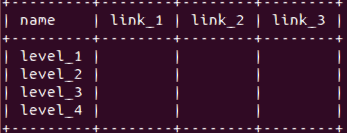 +---------+--------+--------+--------+
| name    | link_1 | link_2 | link_3 |
+---------+--------+--------+--------+
| level_1 |        |        |        |
| level_2 |        |        |        |
| level_3 |        |        |        |
| level_4 |        |        |        |
+---------+--------+--------+--------+